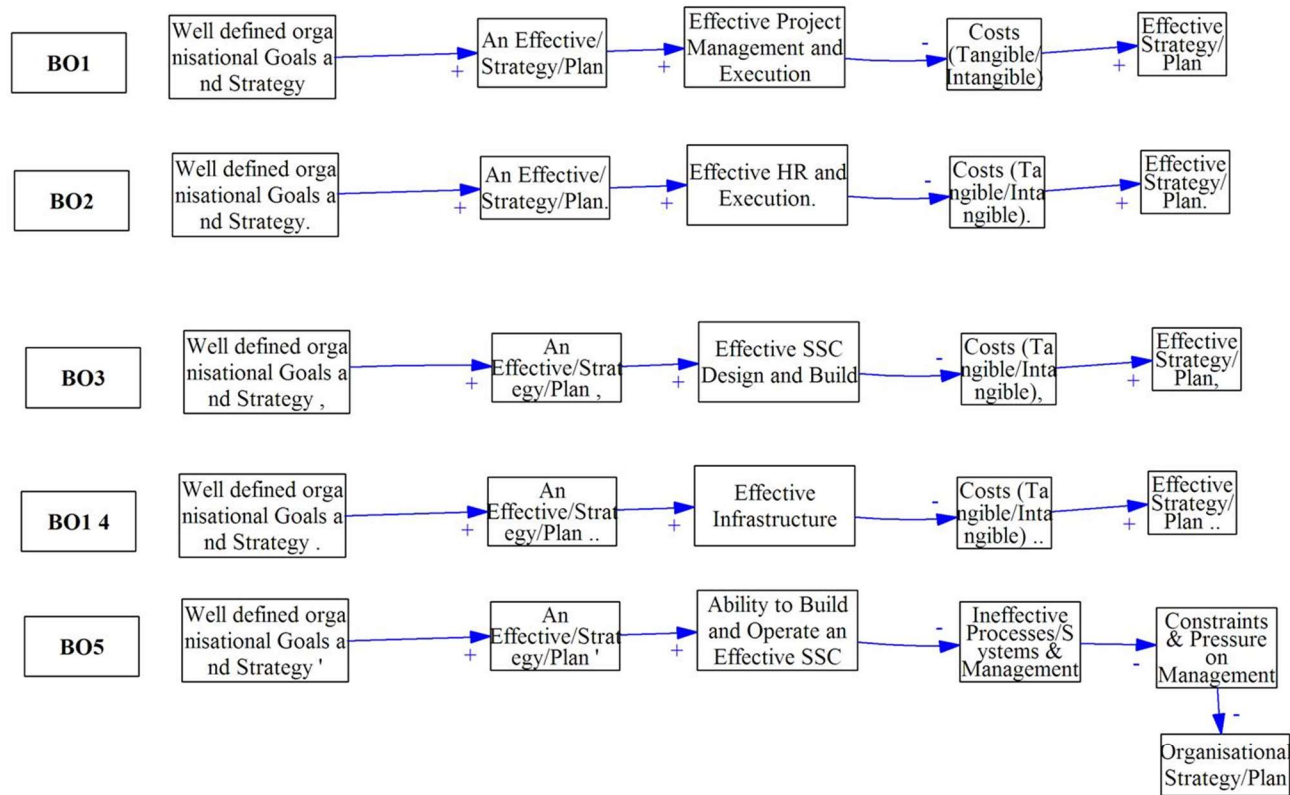 BO1
Well defined orga
nisational Goals a
nd Strategy
+
An Effective/
Strategy/Plan
+
Effective Project
Management and
Execution
-
Costs
(Tangible/
Intangible)
+
Effective
Strategy/
Plan
BO2
Well defined orga
nisational Goals a
nd Strategy.
+
An Effective/
Strategy/Plan.
+
Effective HR and
Execution.
-
Costs (Ta
ngible/Inta
ngible).
+
Effective
Strategy/
Plan.
BO3
Well defined orga
nisational Goals a
nd Strategy ,
+
An
Effective/Strat
egy/Plan ,
+
Effective SSC
Design and Build
-
Costs (Ta
ngible/Inta
ngible),
+
Effective
Strategy/
Plan,
BO1 4
Well defined orga
nisational Goals a
nd Strategy .
+
An
Effective/Strat
egy/Plan ..
+
Effective
Infrastructure
-
Costs (Ta
ngible/Inta
ngible) ..
+
Effective
Strategy/
Plan ..
BO5
Well defined orga
nisational Goals a
nd Strategy '
+
An
Effective/Strat
egy/Plan '
+
Ability to Build
and Operate an
Effective SSC
-
Ineffective
Processes/S
ystems &
Management
-
Constraints
& Pressure
on
Management
-
Organisational
Strategy/Plan